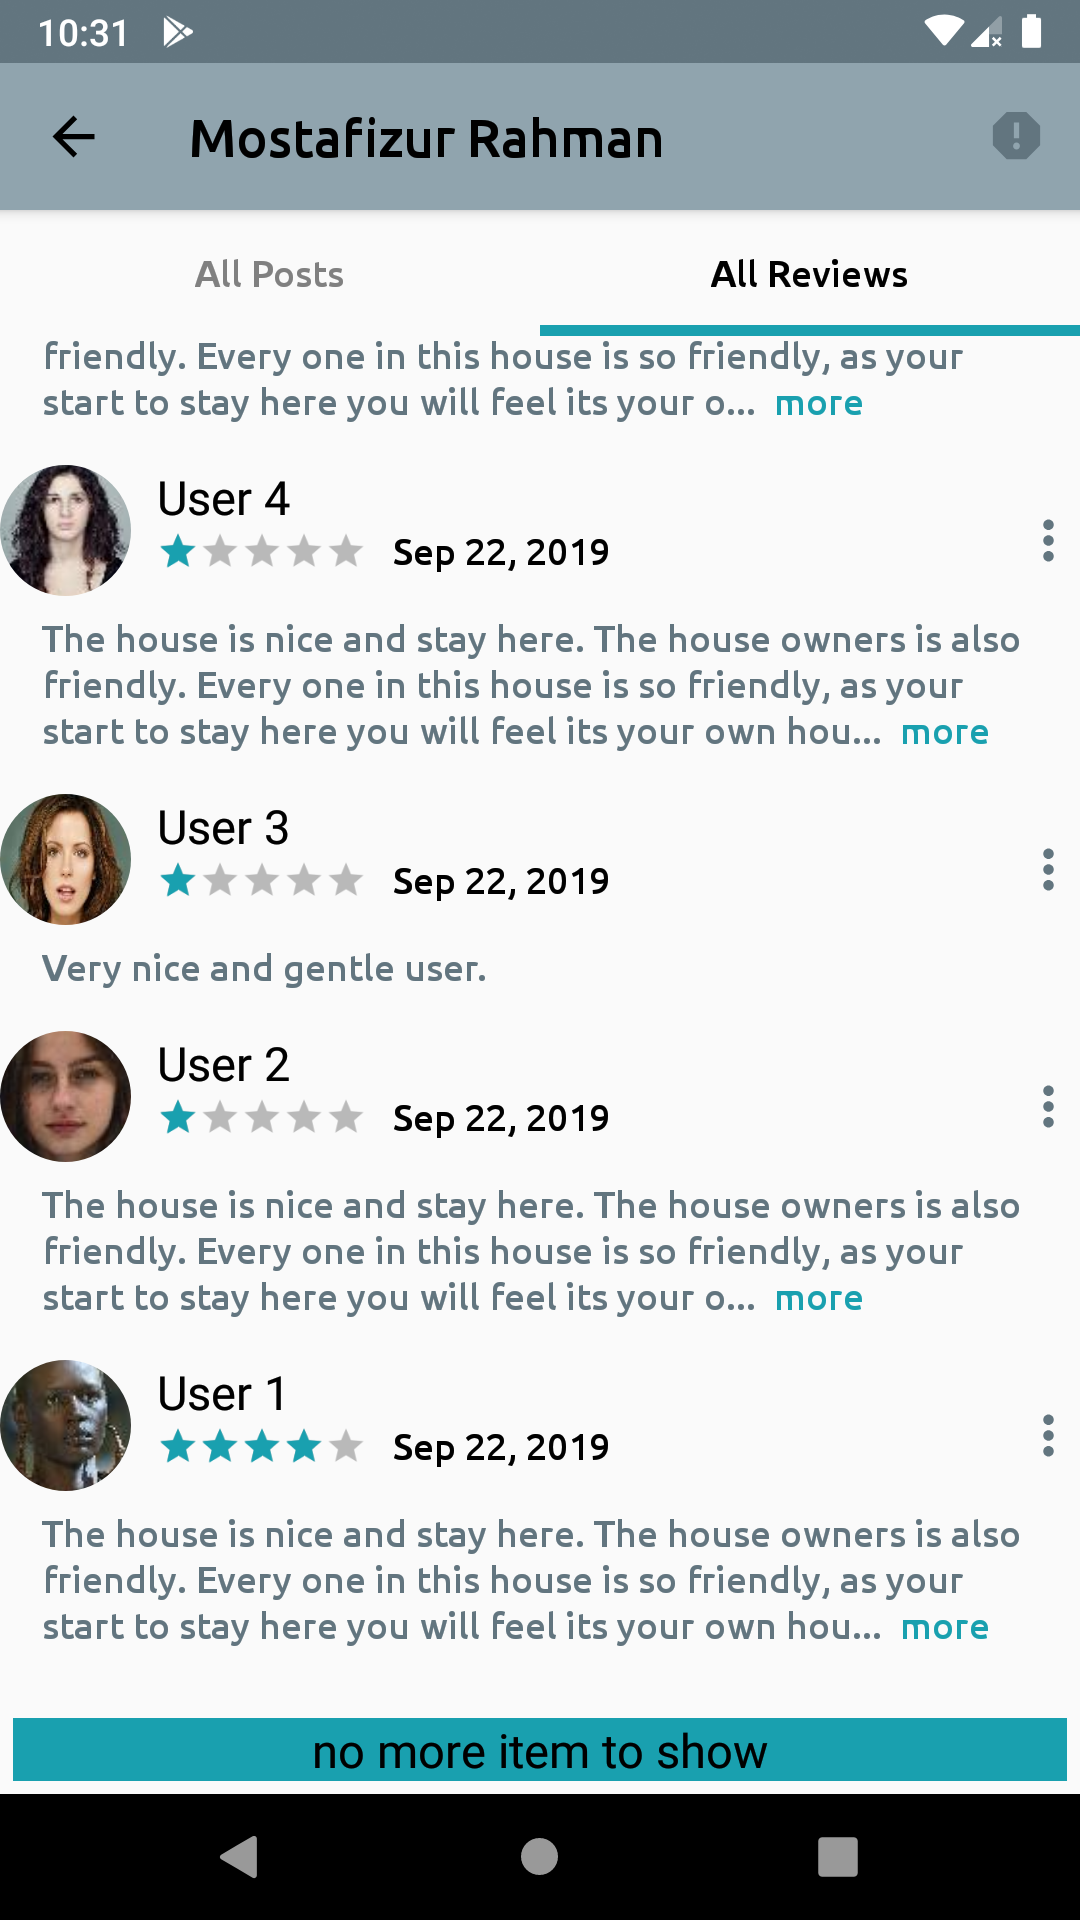 10:31
Mostafizur Rahman
All Posts
All Reviews
friendly. Every one in this house is so friendly, as your
start to stay here you will feel its your o... more
User 4
Sep 22, 2019
The house is nice and stay here. The house owners is also
friendly. Every one in this house is so friendly, as your
start to stay here you will feel its your own hou... more
User 3
Sep 22, 2019
Very nice and gentle user.
User 2
Sep 22, 2019
The house is nice and stay here. The house owners is also
friendly. Every one in this house is so friendly, as your
start to stay here you will feel its your o... more
User 1
Sep 22, 2019
The house is nice and stay here. The house owners is also
friendly. Every one in this house is so friendly, as your
start to stay here you will feel its your own hou... more
no more item to show